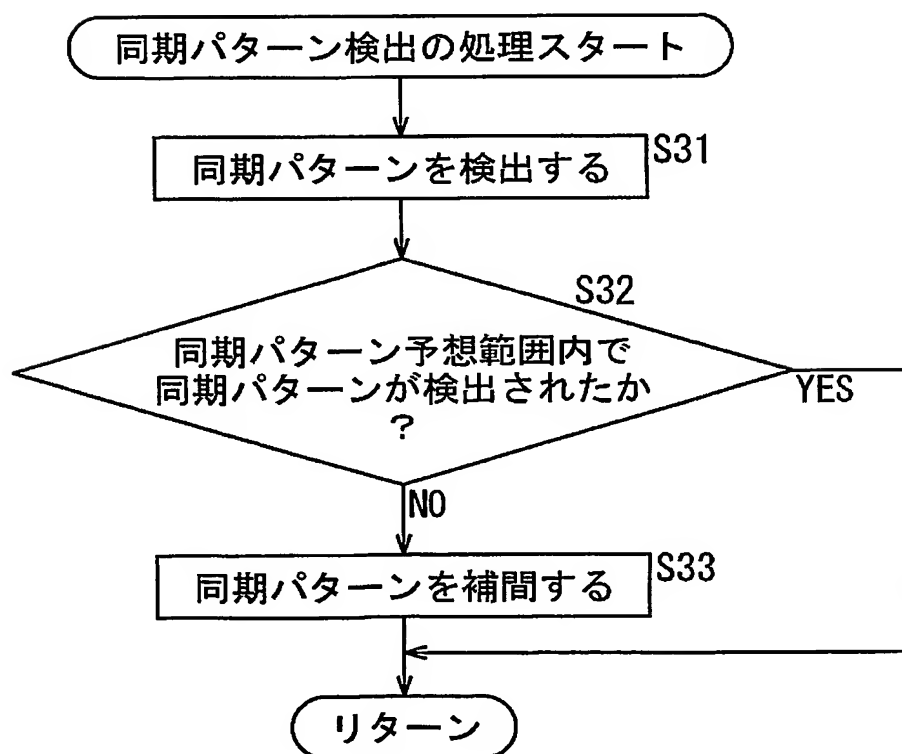 同期パターン検出の処理スタート
同期パターンを検出する
S31
S32
同期パターン予想範囲内で
同期パターンが検出されたか
？
YES
NO
同期パターンを補間する
S33
リターン